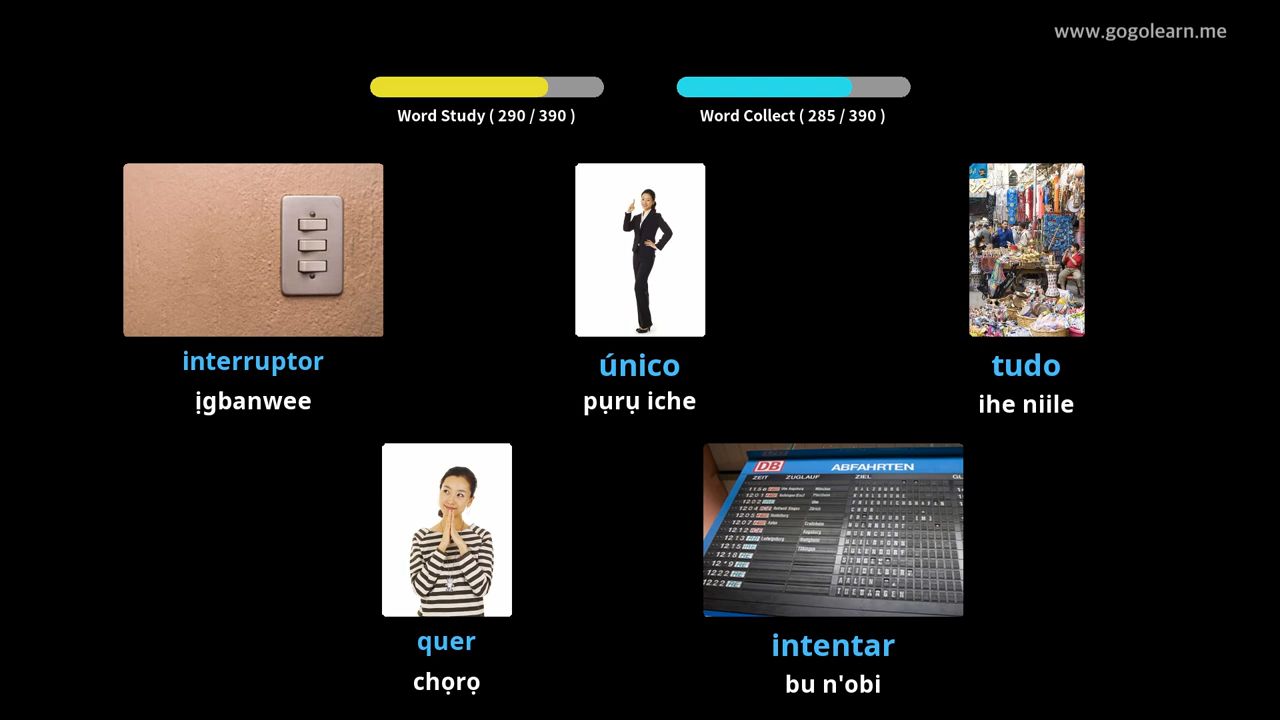 www.gogolearn.me
Word Study ( 290 / 390 )
Word Collect ( 285 / 390 )
interruptor
ịgbanwee
único
pụrụ iche
tudo
ihe niile
DB ABFAHRTEN
ZEIT ZUGLAUF ZIEL
quer
chọrọ
intentar
bu n'obi